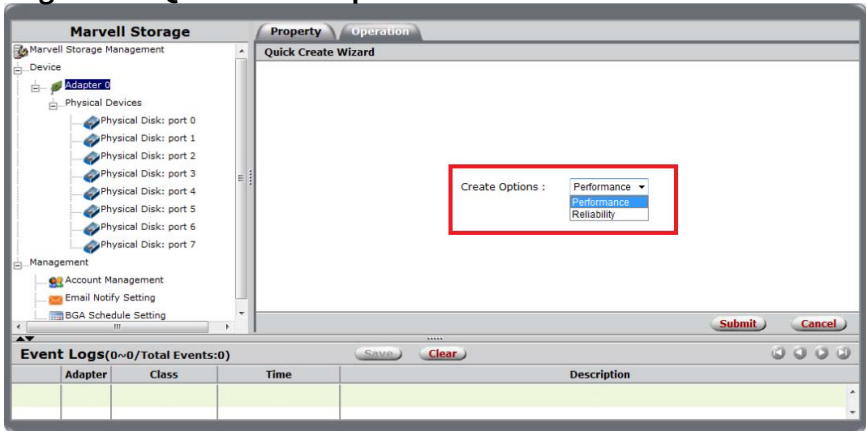 Marvell Storage
Marvell Storage Management
Device
Adapter 0
Physical Devices
Physical Disk: port 0
Physical Disk: port 1
Physical Disk: port 2
Physical Disk: port 3
Physical Disk: port 4
Physical Disk: port 5
Physical Disk: port 6
Physical Disk: port 7
Management
Account Management
Email Notify Setting
BGA Schedule Setting
Property Operation
Quick Create Wizard
Create Options : Performance
Performance
Reliability
Submit Cancel
Event Logs(0~0/Total Events:0) Save Clear
Adapter Class Time Description